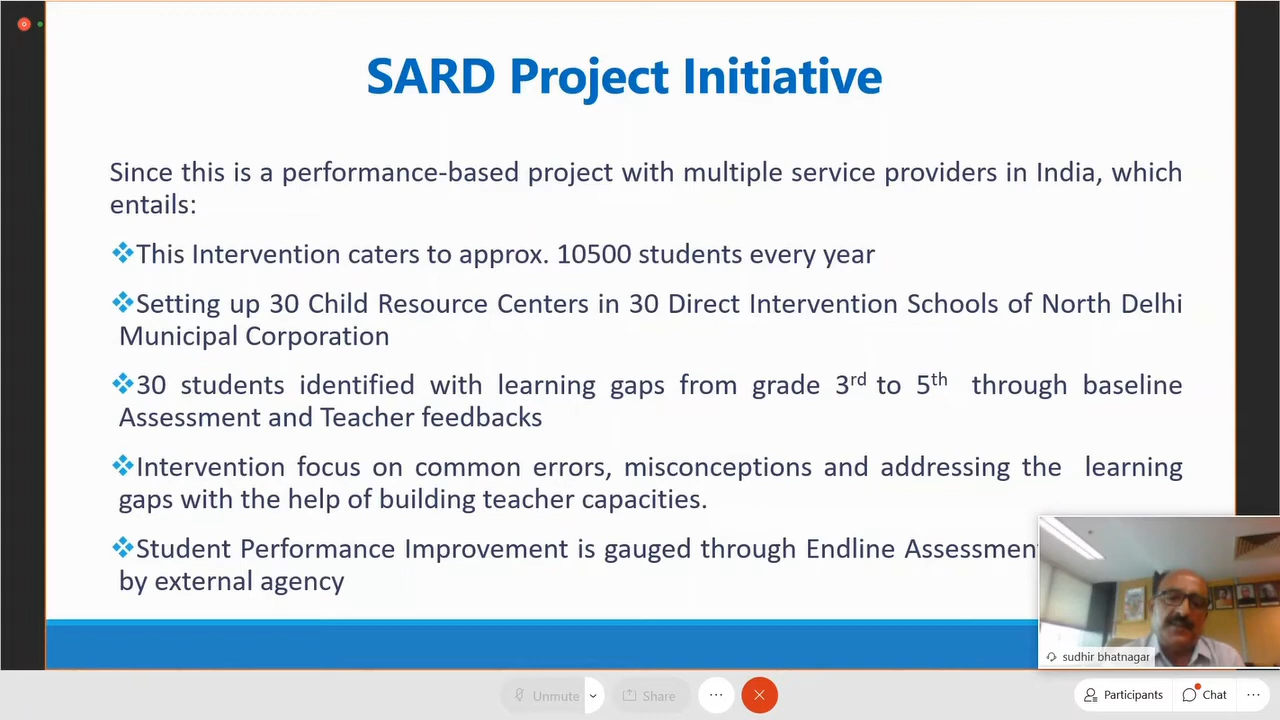 SARD Project Initiative
Since this is a performance-based project with multiple service providers in India, which
entails:
❖This Intervention caters to approx. 10500 students every year
❖Setting up 30 Child Resource Centers in 30 Direct Intervention Schools of North Delhi
Municipal Corporation
❖30 students identified with learning gaps from grade 3rd to 5th through baseline
Assessment and Teacher feedbacks
❖Intervention focus on common errors, misconceptions and addressing the learning
gaps with the help of building teacher capacities.
❖Student Performance Improvement is gauged through Endline Assessment
by external agency
sudhir bhatnagar
Unmute
Share
Participants
Chat